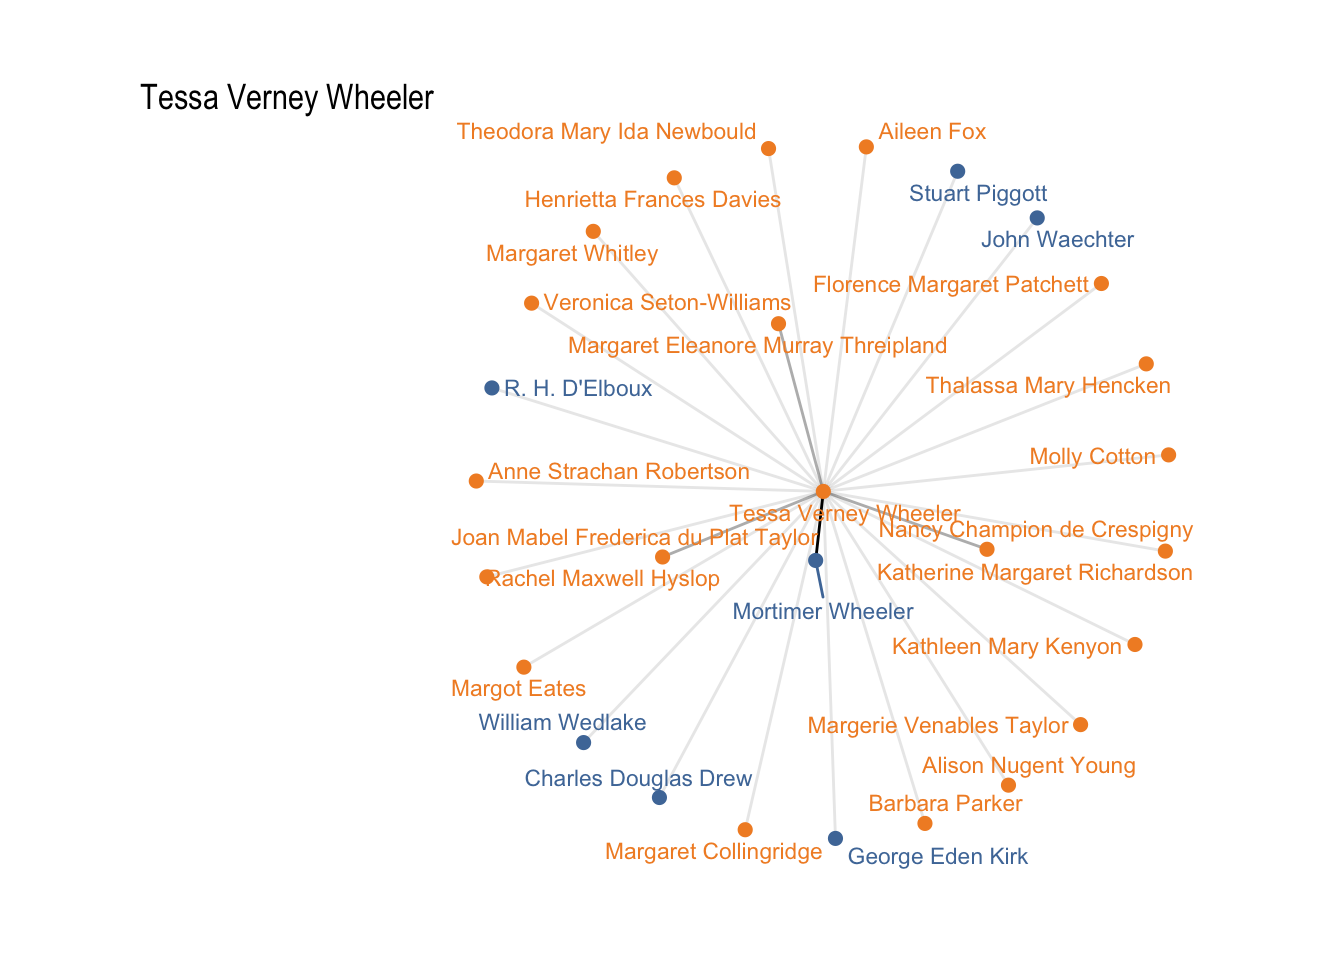 Tessa Verney Wheeler
Theodora Mary Ida Newbould
Aileen Fox
Henrietta Frances Davies
Stuart Piggott
Margaret Whitley
John Waechter
Florence Margaret Patchett
Veronica Seton-Williams
Margaret Eleanore Murray Threipland
Thalassa Mary Hencken
R. H. D'Elboux
Molly Cotton
Anne Strachan Robertson
Tessa Verney Wheeler
Nancy Champion de Crespigny
Joan Mabel Frederica du Plat Taylor
Katherine Margaret Richardson
Rachel Maxwell Hyslop
Mortimer Wheeler
Kathleen Mary Kenyon
Margot Eates
William Wedlake
Margerie Venables Taylor
Alison Nugent Young
Charles Douglas Drew
Barbara Parker
Margaret Collingridge
George Eden Kirk